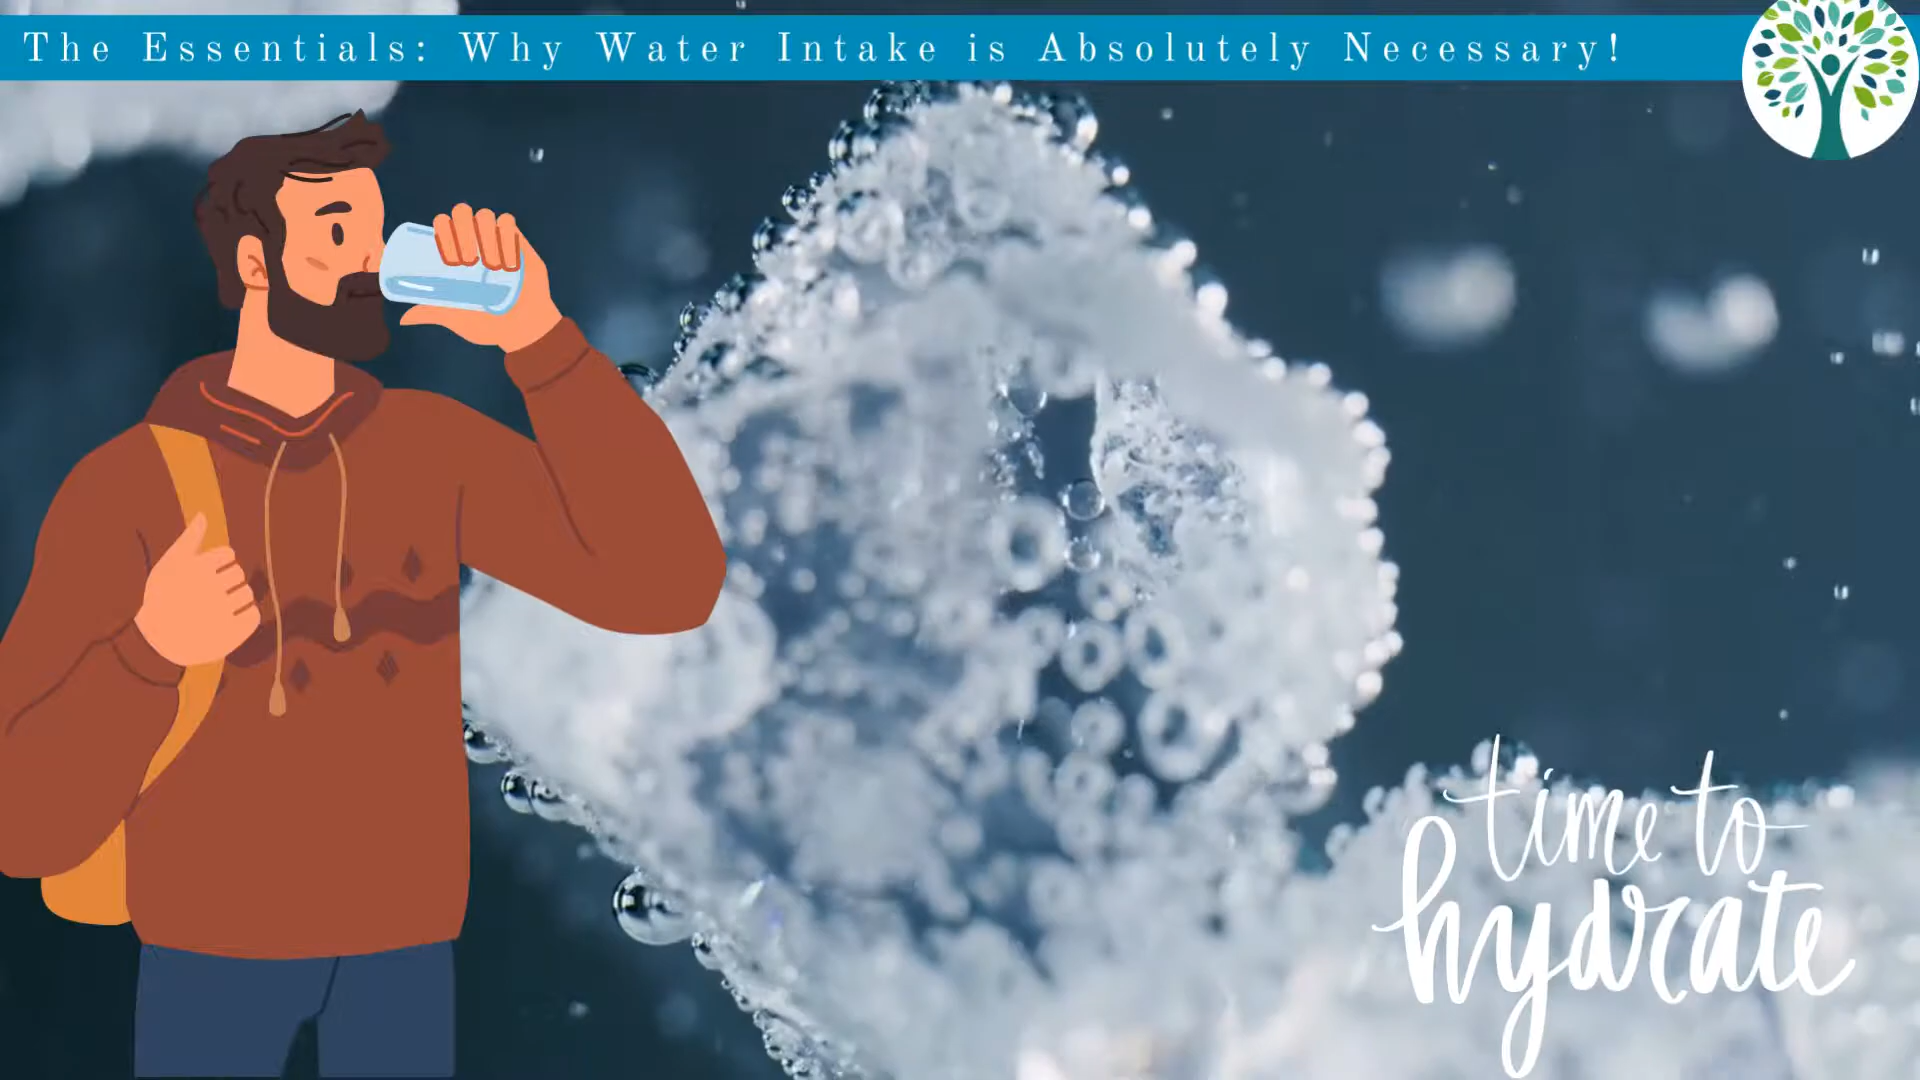 The Essentials: Why Water Intake is Absolutely Necessary!
time to
hydrate